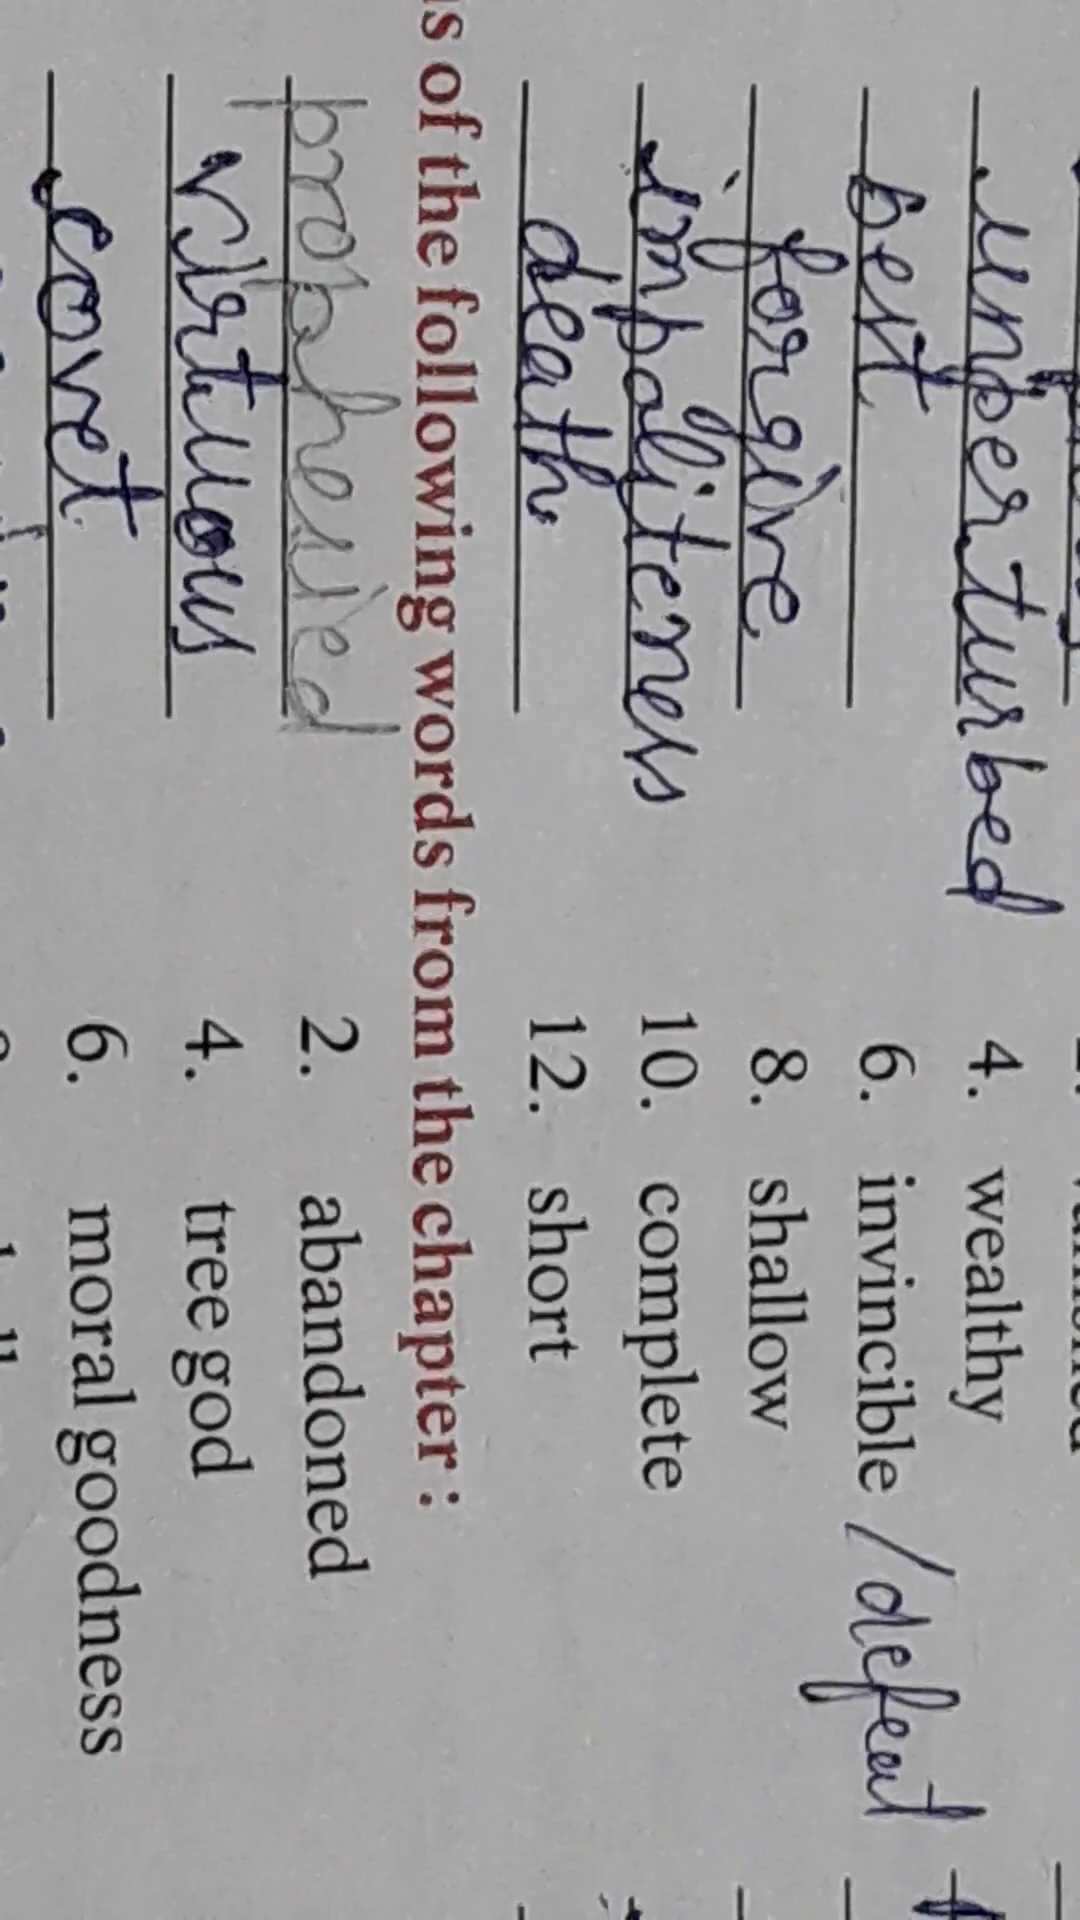 unperturbed 4. wealthy
best 6. invincible / defeat
forgive 8. shallow
impoliteness 10. complete
death 12. short
s of the following words from the chapter :
prophesied 2. abandoned
virtuous 4. tree god
covet 6. moral goodness